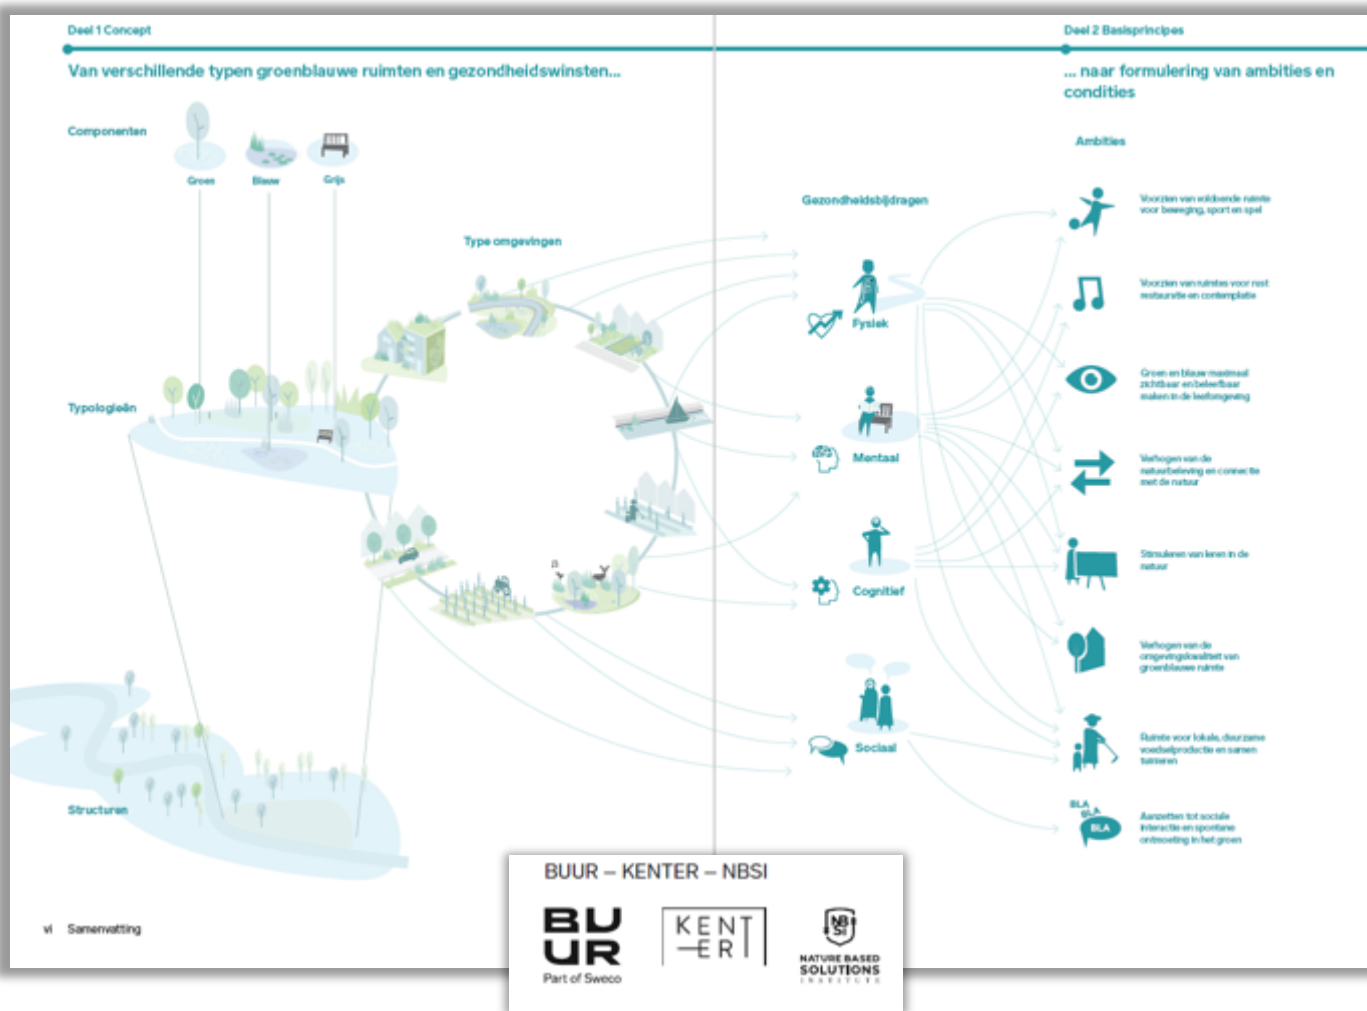 Deel 1 Concept
Deel 2 Basisprincipes
Van verschillende typen groenblauwe ruimten en gezondheidswinsten...
... naar formulering van ambities en
condities
Componenten
Groen
Blauw
Grijs
Type omgevingen
Typologieën
Structuren
Gezondheidsbijdragen
Fysiek
Mentaal
Cognitief
Sociaal
Ambities
Voorzien van voldoende ruimte
voor beweging, sport en spel
Voorzien van ruimtes voor rust
restauratie en contemplatie
Groen en blauw maximaal
zichtbaar en beleefbaar
maken in de leefomgeving
Verhogen van de
natuurbeleving en connectie
met de natuur
Stimuleren van leren in de
natuur
Verhogen van de
omgevingskwaliteit van
groenblauwe ruimte
Ruimte voor lokale, duurzame
voedselproductie en samen
tuinieren
BLA
BLA
BLA
Aanzetten tot sociale
interactie en spontane
ontmoeting in het groen
vi Samenvatting
BUUR – KENTER – NBSI
BU
UR
Part of Sweco
KENT
ER
NB
SI
NATURE BASED
SOLUTIONS
INSTITUTE